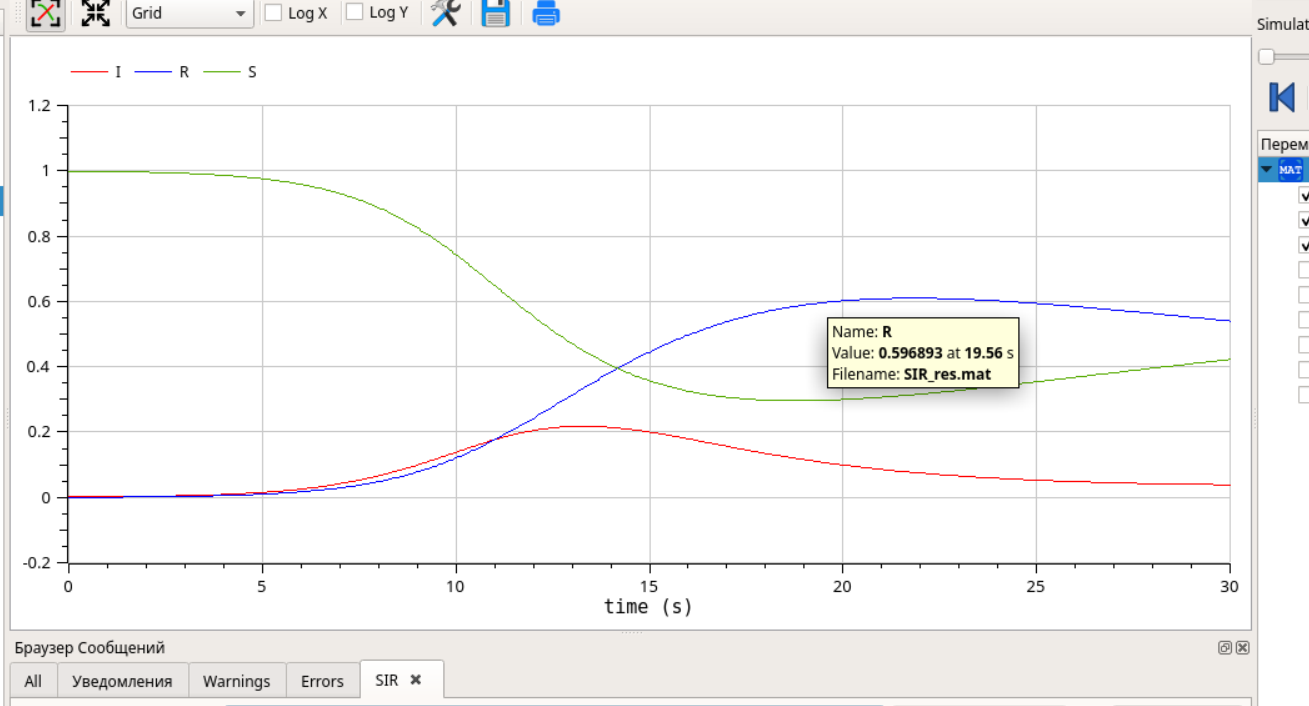 Grid Log X Log Y
Simulat
I R S
1.2
1
0.8
0.6
0.4
0.2
0
-0.2
0 5 10 15 20 25 30
time (s)
Name: R
Value: 0.596893 at 19.56 s
Filename: SIR_res.mat
Перем
MAT
Браузер Сообщений
All Уведомления Warnings Errors SIR